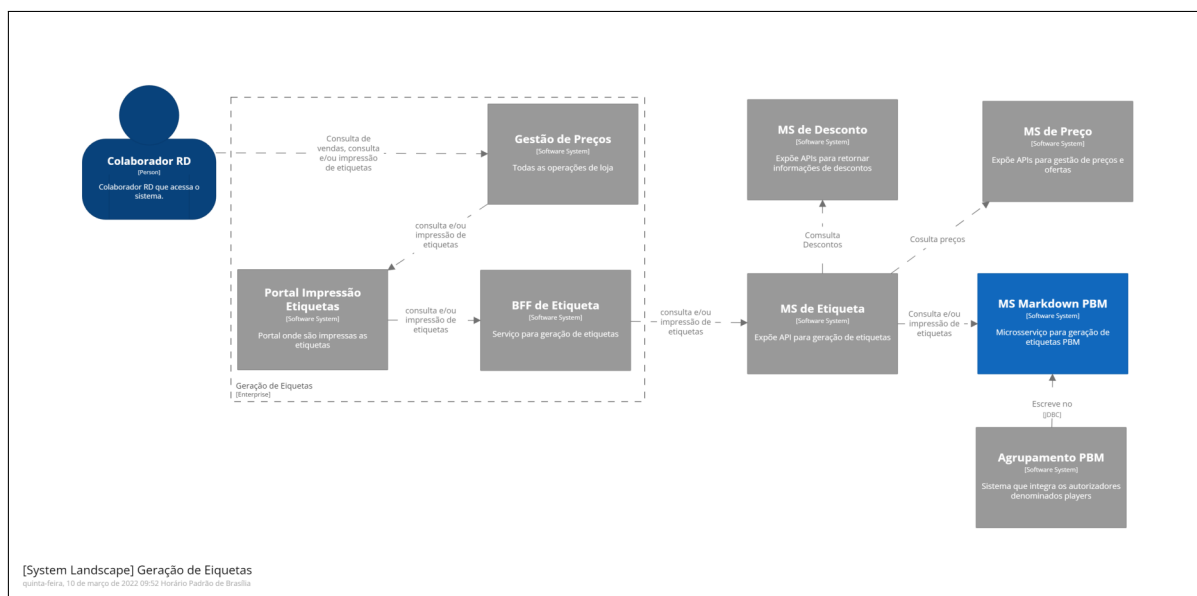 Colaborador RD
[Person]
Colaborador RD que acessa o
sistema.
Consulta de
vendas, consulta
e/ou impressão
de etiquetas
Gestão de Preços
[Software System]
Todas as operações de loja
consulta e/ou
impressão de
etiquetas
Portal Impressão
Etiquetas
[Software System]
Portal onde são impressas as
etiquetas
consulta e/ou
impressão de
etiquetas
BFF de Etiqueta
[Software System]
Serviço para geração de etiquetas
Geração de Eiquetas
[Enterprise]
consulta e/ou
impressão de
etiquetas
MS de Desconto
[Software System]
Expõe APIs para retornar
informações de descontos
MS de Preço
[Software System]
Expõe APIs para gestão de preços e
ofertas
Comsulta
Descontos
Cosulta preços
MS de Etiqueta
[Software System]
Expõe API para geração de etiquetas
Consulta e/ou
impressão de
etiquetas
MS Markdown PBM
[Software System]
Microsserviço para geração de
etiquetas PBM
Escreve no
[JDBC]
Agrupamento PBM
[Software System]
Sistema que integra os autorizadores
denominados players
[System Landscape] Geração de Eiquetas
quinta-feira, 10 de março de 2022 09:52 Horário Padrão de Brasília